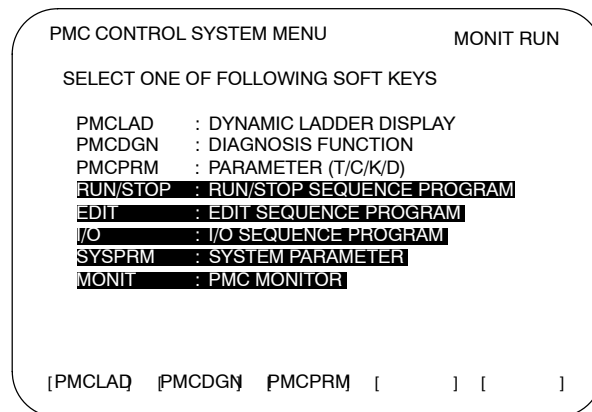 PMC CONTROL SYSTEM MENU MONIT RUN
SELECT ONE OF FOLLOWING SOFT KEYS
PMCLAD : DYNAMIC LADDER DISPLAY
PMCDGN : DIAGNOSIS FUNCTION
PMCPRM : PARAMETER (T/C/K/D)
RUN/STOP : RUN/STOP SEQUENCE PROGRAM
EDIT : EDIT SEQUENCE PROGRAM
I/O : I/O SEQUENCE PROGRAM
SYSPRM : SYSTEM PARAMETER
MONIT : PMC MONITOR
[PMCLAD] [PMCDGN] [PMCPRM] [ ] [ ]